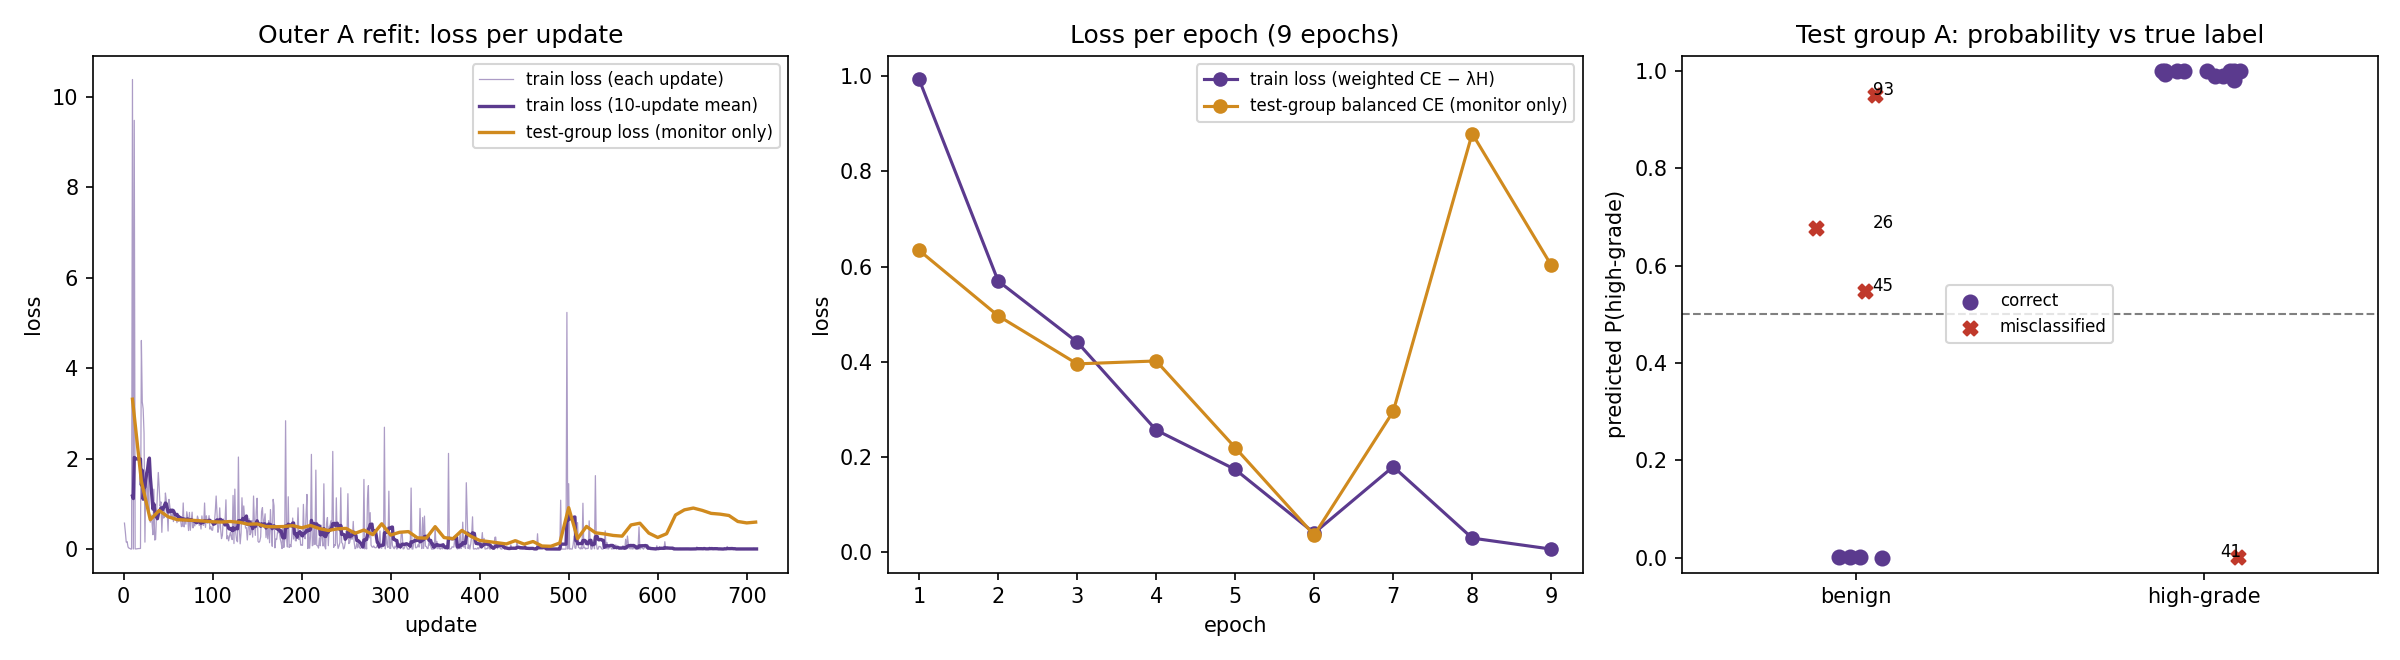 Outer A refit: loss per update
train loss (each update)
train loss (10-update mean)
test-group loss (monitor only)
10
8
6
4
2
0
loss
0 100 200 300 400 500 600 700
update
Loss per epoch (9 epochs)
train loss (weighted CE − λH)
test-group balanced CE (monitor only)
1.0
0.8
0.6
0.4
0.2
0.0
loss
1 2 3 4 5 6 7 8 9
epoch
Test group A: probability vs true label
1.0
0.8
0.6
0.4
0.2
0.0
predicted P(high-grade)
93
26
45
41
correct
misclassified
benign high-grade